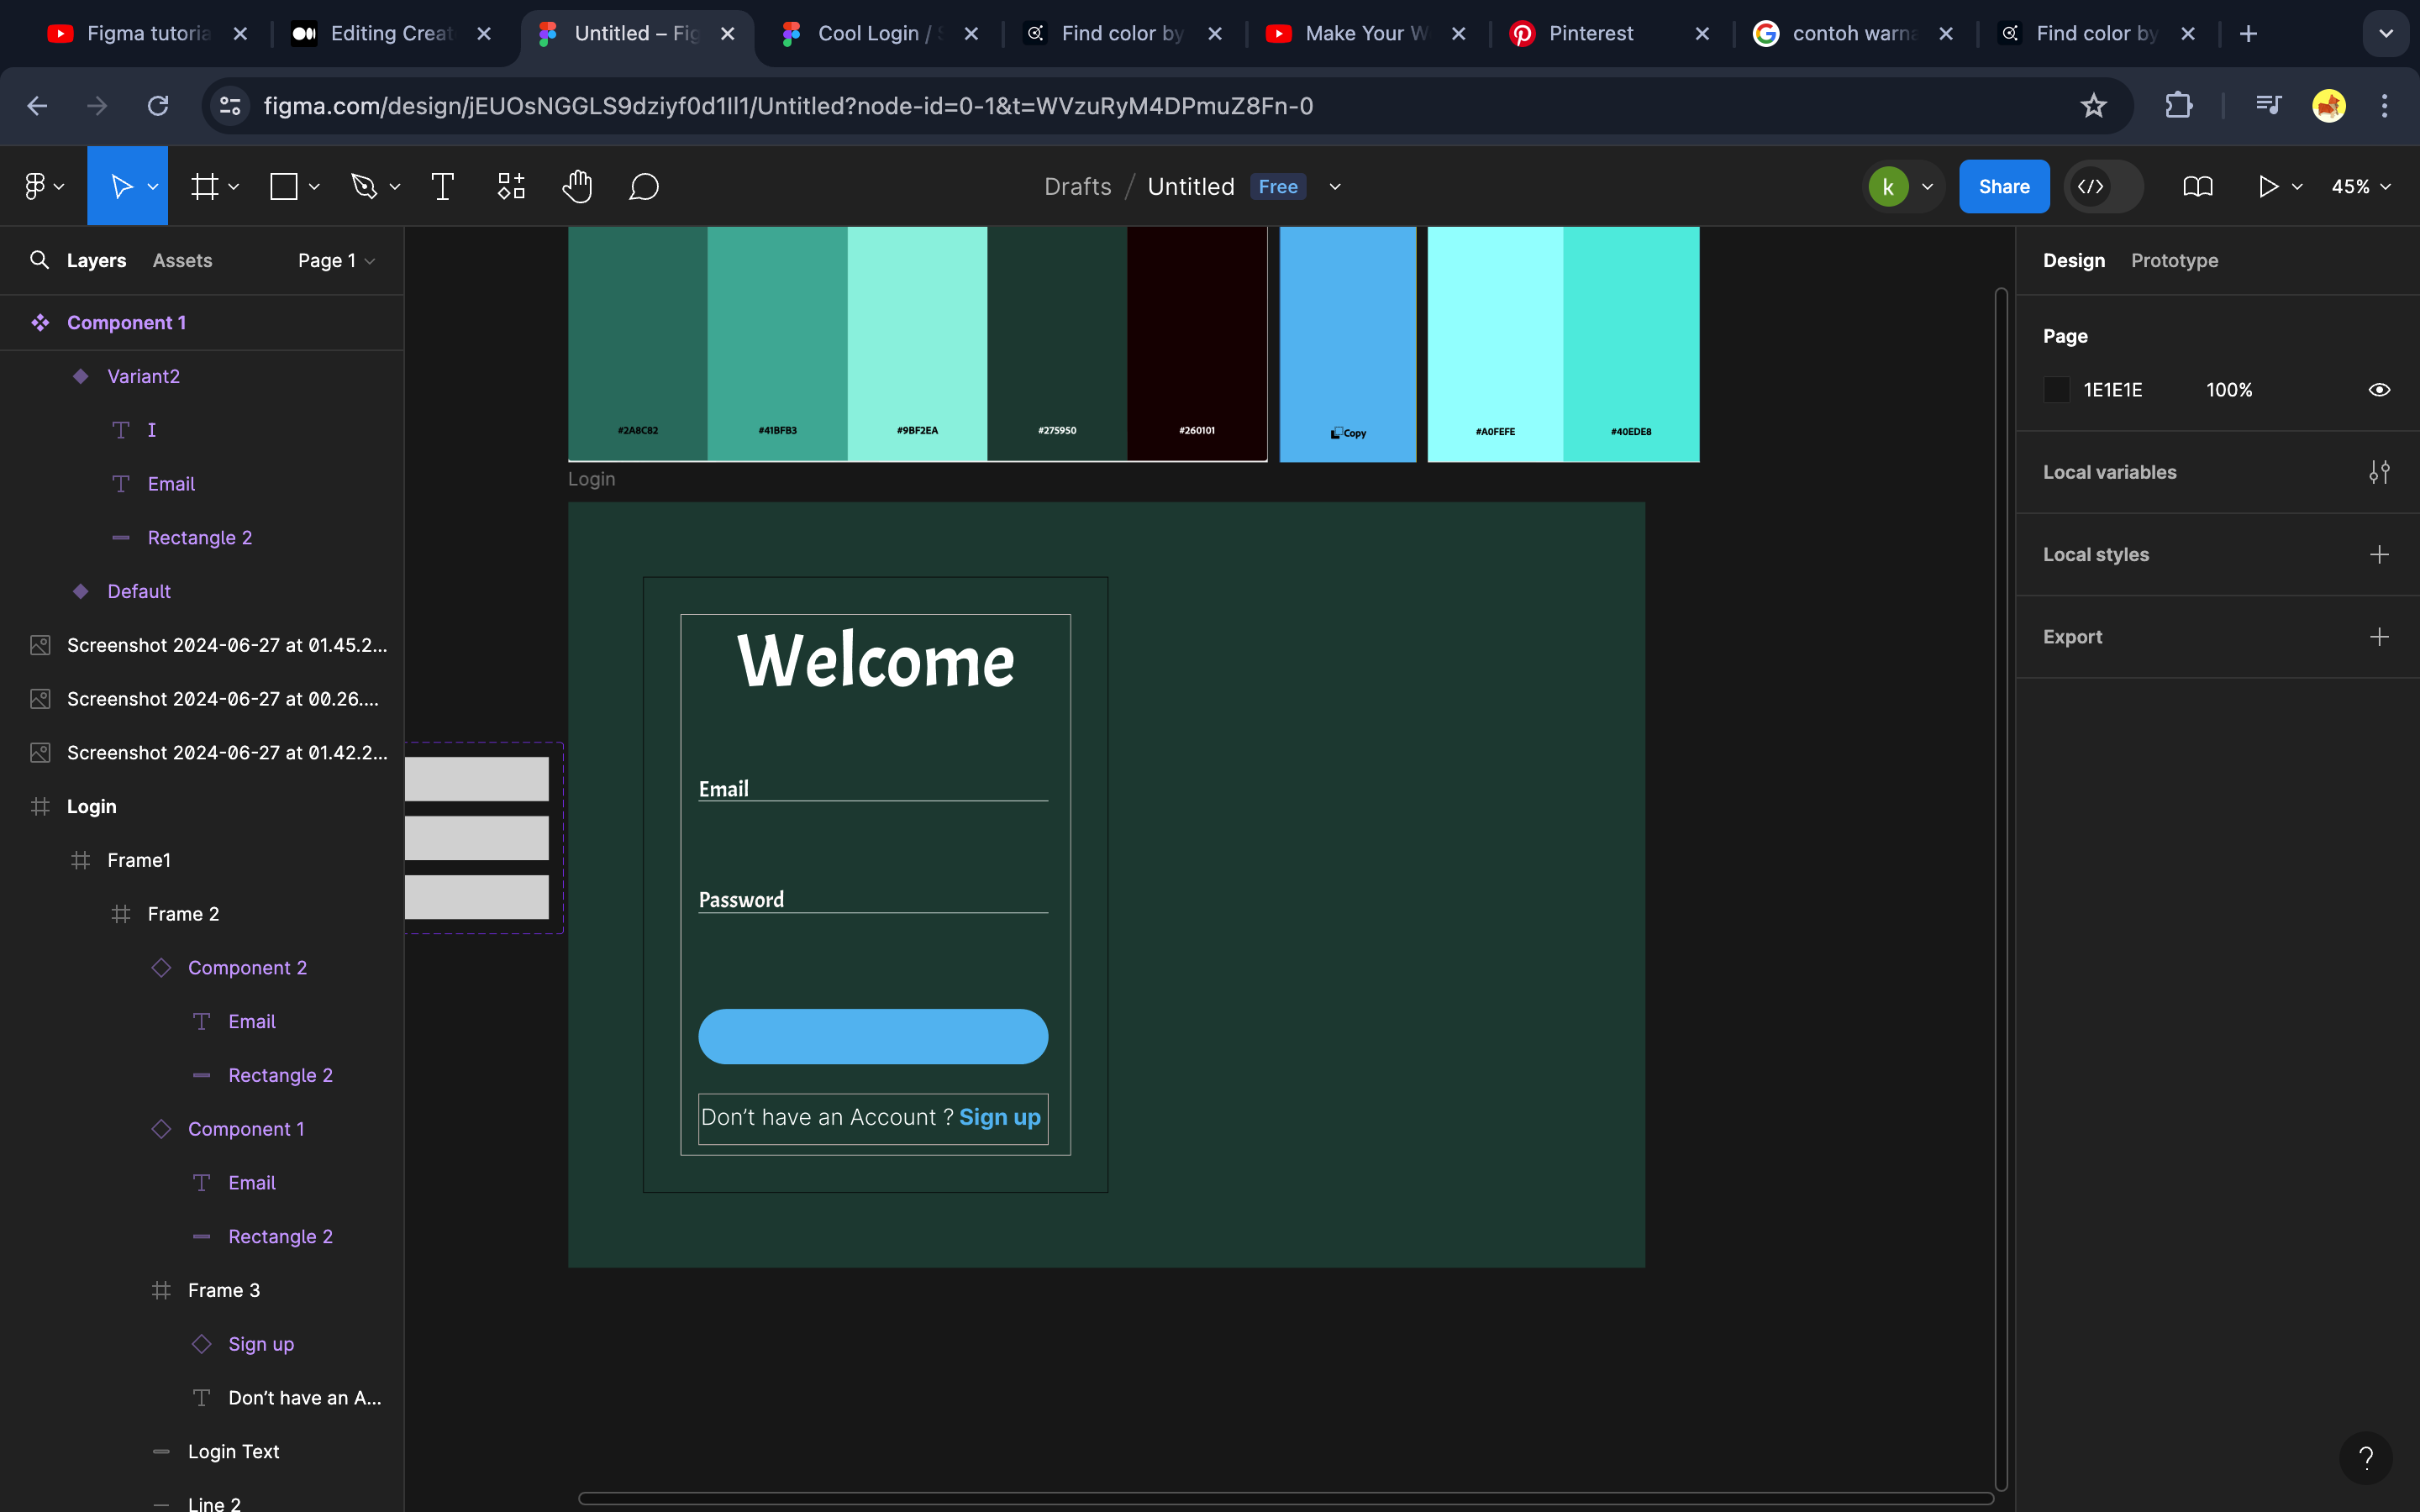 Figma tutoria
Editing Creat
Untitled – Fig
Cool Login / S
Find color by
Make Your W
Pinterest
contoh warna
Find color by
figma.com/design/jEUOsNGGLS9dziyf0d1Il1/Untitled?node-id=0-1&t=WVzuRyM4DPmuZ8Fn-0
Drafts / Untitled Free
k
Share
45%
Layers Assets Page 1
Component 1
Variant2
I
Email
Rectangle 2
Default
Screenshot 2024-06-27 at 01.45.2...
Screenshot 2024-06-27 at 00.26....
Screenshot 2024-06-27 at 01.42.2...
Login
Frame1
Frame 2
Component 2
Email
Rectangle 2
Component 1
Email
Rectangle 2
Frame 3
Sign up
Don’t have an A...
Login Text
Line 2
#2A8C82
#41BFB3
#9BF2EA
#275950
#260101
Copy
#A0FEFE
#40EDE8
Login
Welcome
Email
Password
Don’t have an Account ? Sign up
Design Prototype
Page
1E1E1E 100%
Local variables
Local styles
Export
?